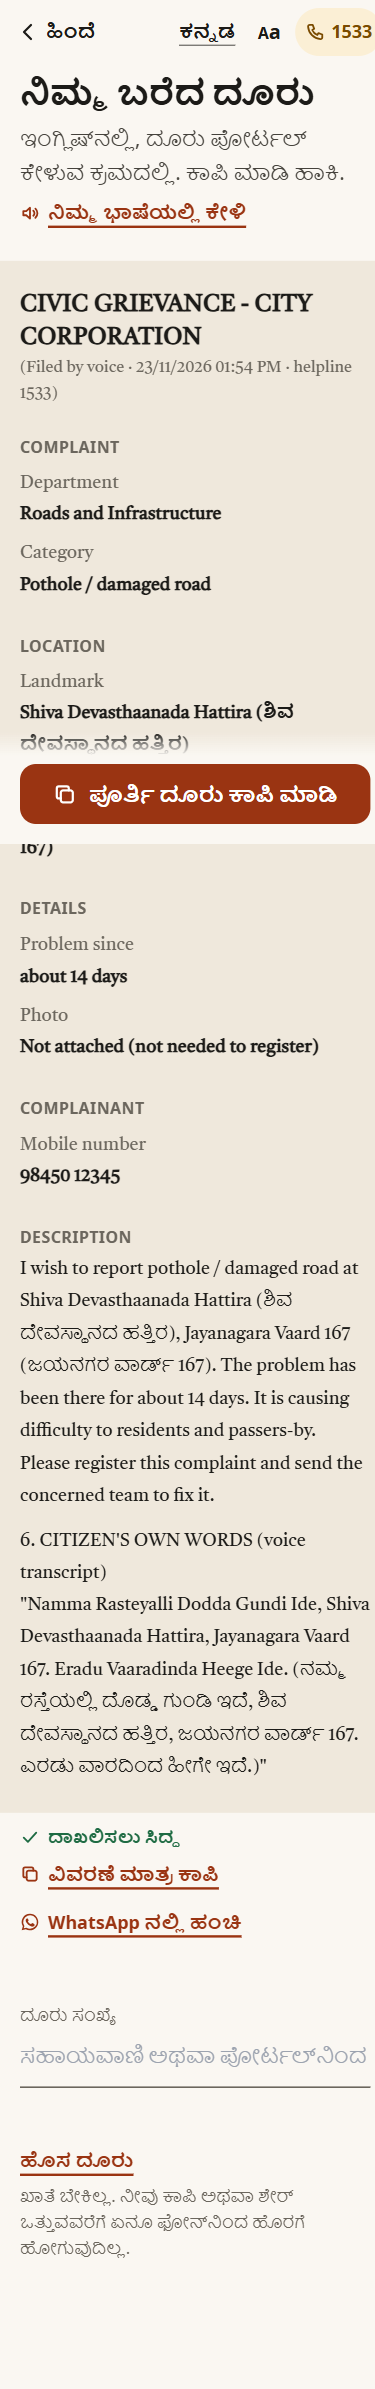 ಹಿಂದೆ ಕನ್ನಡ Aa 1533
ನಿಮ್ಮ ಬರೆದ ದೂರು
ಇಂಗ್ಲಿಷ್‌ನಲ್ಲಿ, ದೂರು ಪೋರ್ಟಲ್
ಕೇಳುವ ಕ್ರಮದಲ್ಲಿ. ಕಾಪಿ ಮಾಡಿ ಹಾಕಿ.
ನಿಮ್ಮ ಭಾಷೆಯಲ್ಲಿ ಕೇಳಿ
CIVIC GRIEVANCE - CITY
CORPORATION
(Filed by voice · 23/11/2026 01:54 PM · helpline
1533)
COMPLAINT
Department
Roads and Infrastructure
Category
Pothole / damaged road
LOCATION
Landmark
Shiva Devasthaanada Hattira (ಶಿವ
ದೇವಸ್ಥಾನದ ಹತ್ತಿರ)
ಪೂರ್ತಿ ದೂರು ಕಾಪಿ ಮಾಡಿ
167)
DETAILS
Problem since
about 14 days
Photo
Not attached (not needed to register)
COMPLAINANT
Mobile number
98450 12345
DESCRIPTION
I wish to report pothole / damaged road at
Shiva Devasthaanada Hattira (ಶಿವ
ದೇವಸ್ಥಾನದ ಹತ್ತಿರ), Jayanagara Vaard 167
(ಜಯನಗರ ವಾರ್ಡ್ 167). The problem has
been there for about 14 days. It is causing
difficulty to residents and passers-by.
Please register this complaint and send the
concerned team to fix it.
6. CITIZEN'S OWN WORDS (voice
transcript)
"Namma Rasteyalli Dodda Gundi Ide, Shiva
Devasthaanada Hattira, Jayanagara Vaard
167. Eradu Vaaradinda Heege Ide. (ನಮ್ಮ
ರಸ್ತೆಯಲ್ಲಿ ದೊಡ್ಡ ಗುಂಡಿ ಇದೆ, ಶಿವ
ದೇವಸ್ಥಾನದ ಹತ್ತಿರ, ಜಯನಗರ ವಾರ್ಡ್ 167.
ಎರಡು ವಾರದಿಂದ ಹೀಗೇ ಇದೆ.)"
ದಾಖಲಿಸಲು ಸಿದ್ಧ
ವಿವರಣೆ ಮಾತ್ರ ಕಾಪಿ
WhatsApp ನಲ್ಲಿ ಹಂಚಿ
ದೂರು ಸಂಖ್ಯೆ
ಸಹಾಯವಾಣಿ ಅಥವಾ ಪೋರ್ಟಲ್‌ನಿಂದ
ಹೊಸ ದೂರು
ಖಾತೆ ಬೇಕಿಲ್ಲ. ನೀವು ಕಾಪಿ ಅಥವಾ ಶೇರ್
ಒತ್ತುವವರೆಗೆ ಏನೂ ಫೋನ್‌ನಿಂದ ಹೊರಗೆ
ಹೋಗುವುದಿಲ್ಲ.